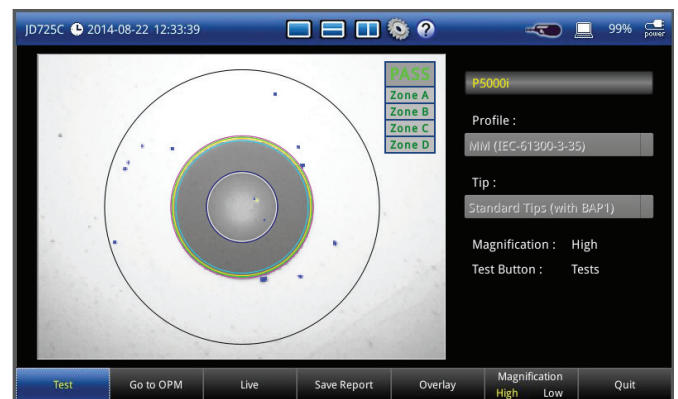 JD725C 2014-08-22 12:33:39
99%
power
PASS
Zone A
Zone B
Zone C
Zone D
P5000i
Profile :
MM (IEC-61300-3-35)
Tip :
Standard Tips (with BAP1)
Magnification : High
Test Button : Tests
Test
Go to OPM
Live
Save Report
Overlay
Magnification
High Low
Quit